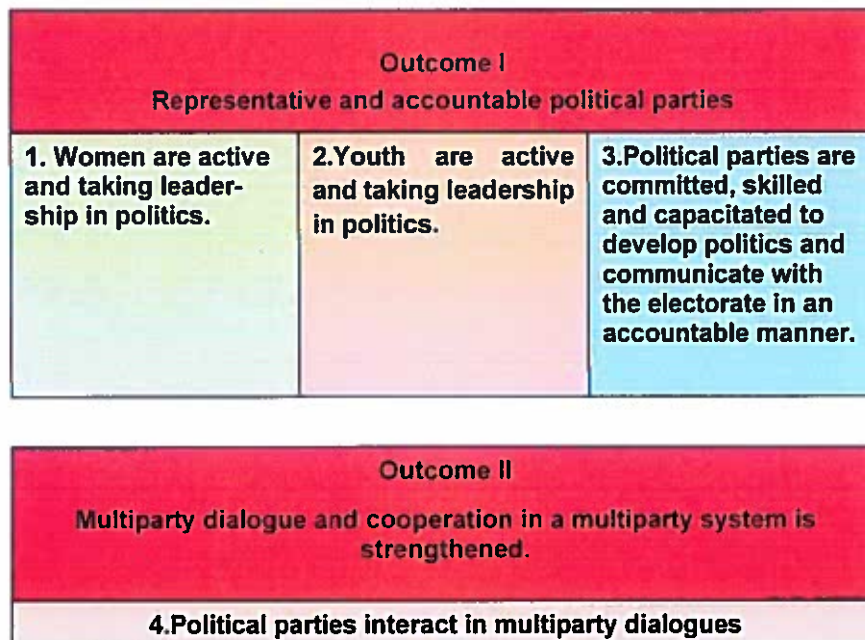 Outcome I
Representative and accountable political parties
1. Women are active
and taking leader-
ship in politics.
2.Youth are active
and taking leadership
in politics.
3.Political parties are
committed, skilled
and capacitated to
develop politics and
communicate with
the electorate in an
accountable manner.
Outcome II
Multiparty dialogue and cooperation in a multiparty system is
strengthened.
4.Political parties interact in multiparty dialogues